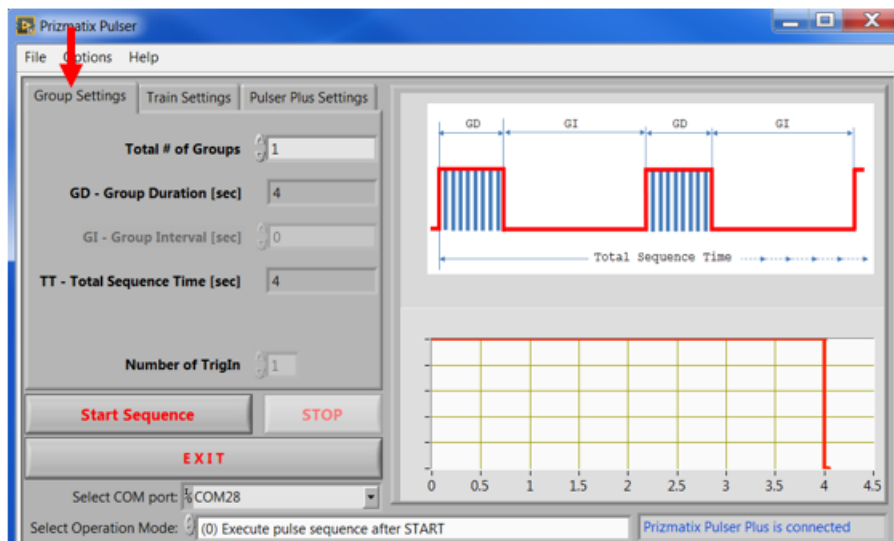 Prizmatix Pulser
File Options Help
Group Settings Train Settings Pulser Plus Settings
Total # of Groups 1
GD - Group Duration [sec] 4
GI - Group Interval [sec] 0
TT - Total Sequence Time [sec] 4
Number of TrigIn 1
Start Sequence STOP
EXIT
Select COM port: COM28
Select Operation Mode: (0) Execute pulse sequence after START
GD GI GD GI
Total Sequence Time
0 0.5 1 1.5 2 2.5 3 3.5 4 4.5
Prizmatix Pulser Plus is connected